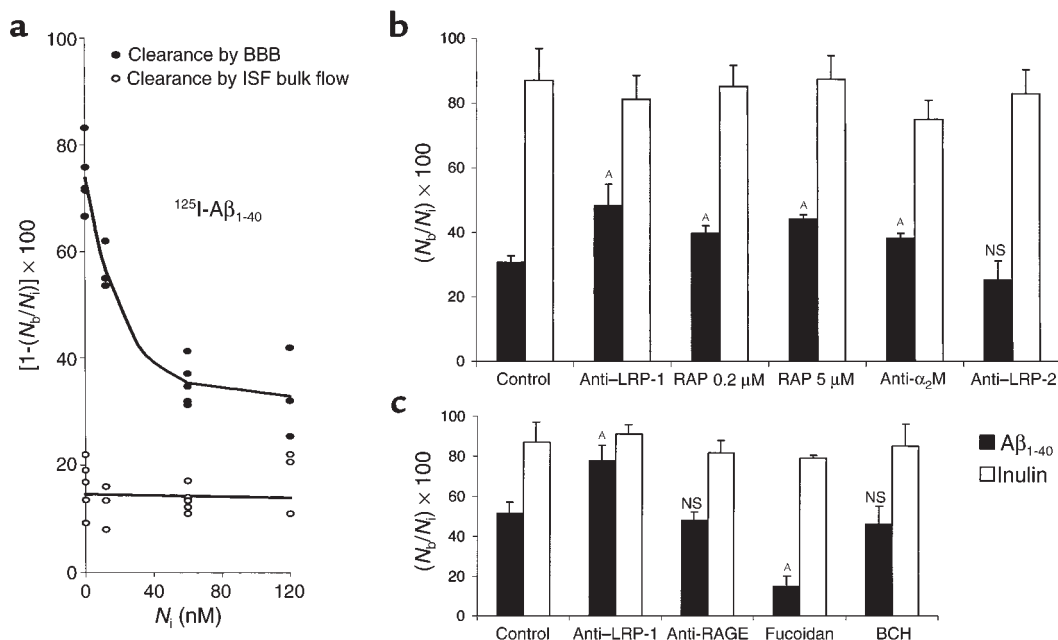 a
100
80
60
40
20
0
[1-(Nb/Ni)] × 100
● Clearance by BBB
○ Clearance by ISF bulk flow
¹²⁵I-Aβ₁₋₄₀
0 40 80 120
Ni (nM)
b
100
80
60
40
20
0
(Nb/Ni) × 100
A
A
A
A
NS
Control Anti–LRP-1 RAP 0.2 μM RAP 5 μM Anti-α₂M Anti–LRP-2
c
100
80
60
40
20
0
(Nb/Ni) × 100
A
NS
A
NS
Control Anti–LRP-1 Anti-RAGE Fucoidan BCH
Aβ₁₋₄₀
Inulin